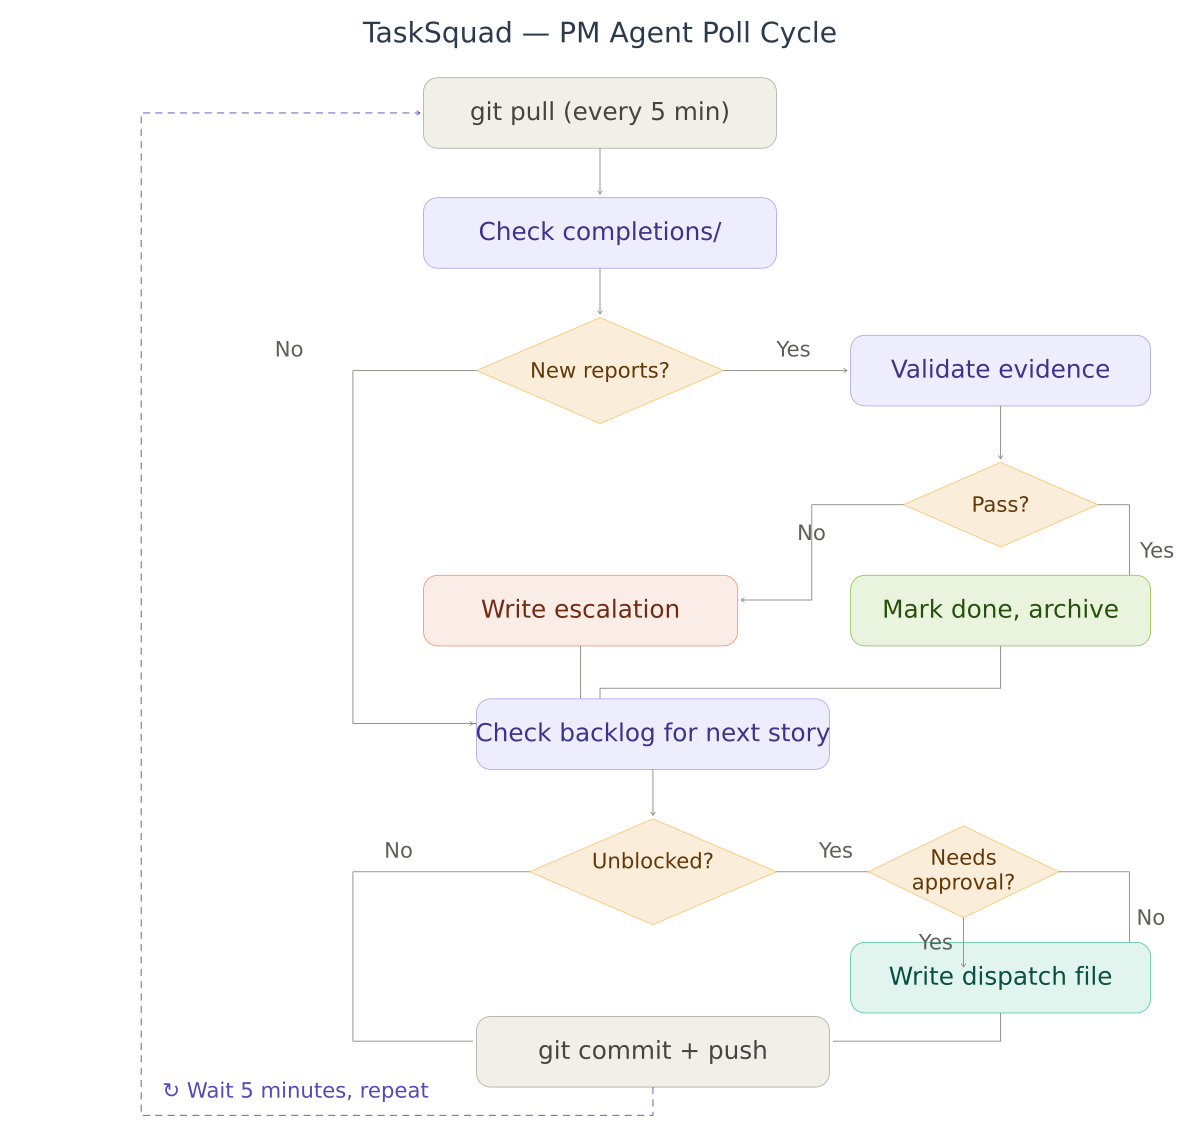 TaskSquad — PM Agent Poll Cycle
git pull (every 5 min)
Check completions/
No
New reports?
Yes
Validate evidence
Pass?
No
Yes
Write escalation
Mark done, archive
Check backlog for next story
No
Unblocked?
Yes
Needs
approval?
No
Yes
Write dispatch file
git commit + push
↻ Wait 5 minutes, repeat